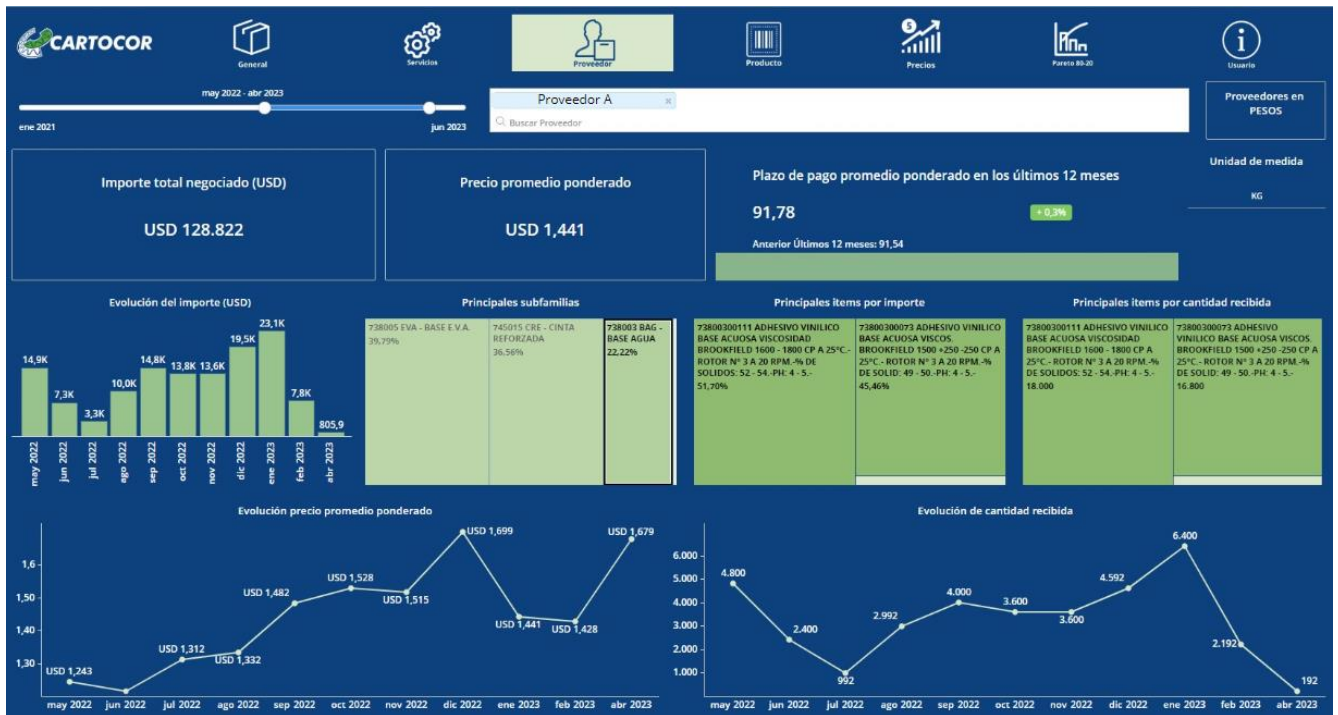 CARTOCOR
General
Servicios
Proveedor
Producto
Precios
Pareto 80-20
Usuario
may 2022 - abr 2023
ene 2021
jun 2023
Proveedor A ×
Buscar Proveedor
Proveedores en
PESOS
Importe total negociado (USD)
USD 128.822
Precio promedio ponderado
USD 1,441
Plazo de pago promedio ponderado en los últimos 12 meses
91,78
+ 0,3%
Anterior Últimos 12 meses: 91,54
Unidad de medida
KG
Evolución del importe (USD)
14,9K
7,3K
3,3K
10,0K
14,8K
13,8K
13,6K
19,5K
23,1K
7,8K
805,9
may 2022
jun 2022
jul 2022
ago 2022
sep 2022
oct 2022
nov 2022
dic 2022
ene 2023
feb 2023
abr 2023
Principales subfamilias
738005 EVA - BASE E.V.A.
39,79%
745015 CRE - CINTA
REFORZADA
36,56%
738003 BAG -
BASE AGUA
22,22%
Principales items por importe
73800300111 ADHESIVO VINILICO
BASE ACUOSA VISCOSIDAD
BROOKFIELD 1600 - 1800 CP A 25°C.-
ROTOR N° 3 A 20 RPM.-% DE
SOLIDOS: 52 - 54.-PH: 4 - 5.-
51,70%
73800300073 ADHESIVO VINILICO
BASE ACUOSA VISCOS.
BROOKFIELD 1500 +250 -250 CP A
25°C.- ROTOR N° 3 A 20 RPM.-%
DE SOLID: 49 - 50.-PH: 4 - 5.-
45,46%
Principales items por cantidad recibida
73800300111 ADHESIVO VINILICO
BASE ACUOSA VISCOSIDAD
BROOKFIELD 1600 - 1800 CP A
25°C.- ROTOR N° 3 A 20 RPM.-%
DE SOLIDOS: 52 - 54.-PH: 4 - 5.-
18.000
73800300073 ADHESIVO
VINILICO BASE ACUOSA VISCOS.
BROOKFIELD 1500 +250 -250 CP A
25°C.- ROTOR N° 3 A 20 RPM.-%
DE SOLID: 49 - 50.-PH: 4 - 5.-
16.800
Evolución precio promedio ponderado
1,6
1,50
1,40
1,30
USD 1,243
USD 1,312
USD 1,332
USD 1,482
USD 1,528
USD 1,515
USD 1,699
USD 1,441
USD 1,428
USD 1,679
may 2022
jun 2022
jul 2022
ago 2022
sep 2022
oct 2022
nov 2022
dic 2022
ene 2023
feb 2023
abr 2023
Evolución de cantidad recibida
6.000
5.000
4.000
3.000
2.000
1.000
4.800
2.400
992
2.992
4.000
3.600
3.600
4.592
6.400
2.192
192
may 2022
jun 2022
jul 2022
ago 2022
sep 2022
oct 2022
nov 2022
dic 2022
ene 2023
feb 2023
abr 2023